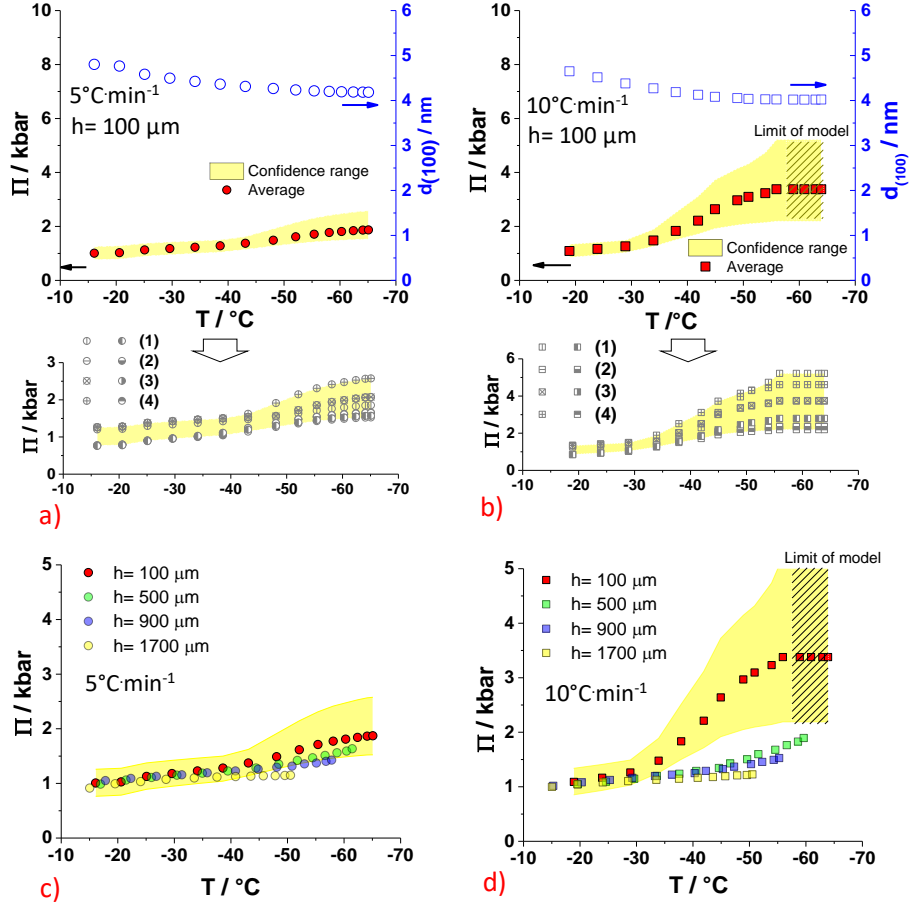 10
8
6
4
2
0
Π / kbar
5°C·min-1
h= 100 µm
Confidence range
Average
6
5
4
3
2
1
0
d(100) / nm
-10 -20 -30 -40 -50 -60 -70
T / °C
10
8
6
4
2
0
Π / kbar
10°C·min-1
h= 100 µm
Limit of model
Confidence range
Average
6
5
4
3
2
1
0
d(100) / nm
-10 -20 -30 -40 -50 -60 -70
T / °C
3
2
1
0
Π / kbar
(1)
(2)
(3)
(4)
-10 -20 -30 -40 -50 -60 -70
a)
6
4
2
0
Π / kbar
(1)
(2)
(3)
(4)
-10 -20 -30 -40 -50 -60 -70
b)
5
4
3
2
1
0
Π / kbar
h= 100 µm
h= 500 µm
h= 900 µm
h= 1700 µm
5°C·min-1
-10 -20 -30 -40 -50 -60 -70
T / °C
c)
5
4
3
2
1
0
Π / kbar
Limit of model
h= 100 µm
h= 500 µm
h= 900 µm
h= 1700 µm
10°C·min-1
-10 -20 -30 -40 -50 -60 -70
T / °C
d)